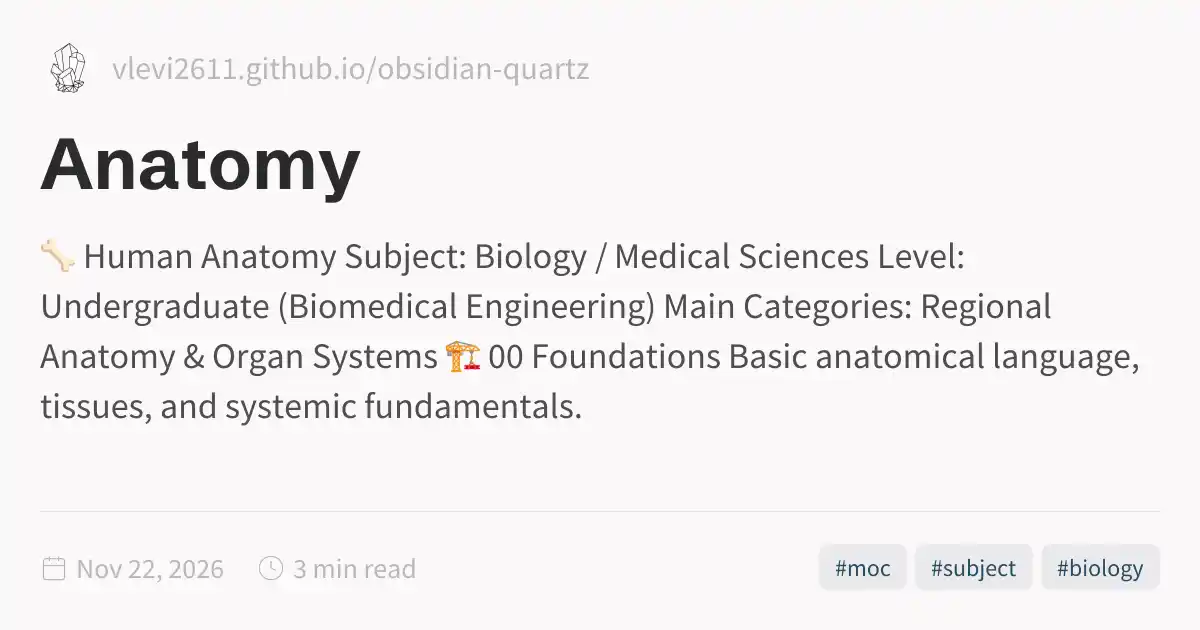 vlevi2611.github.io/obsidian-quartz
Anatomy
🦴 Human Anatomy Subject: Biology / Medical Sciences Level:
Undergraduate (Biomedical Engineering) Main Categories: Regional
Anatomy & Organ Systems 🏗️ 00 Foundations Basic anatomical language,
tissues, and systemic fundamentals.
Nov 22, 2026 3 min read #moc #subject #biology